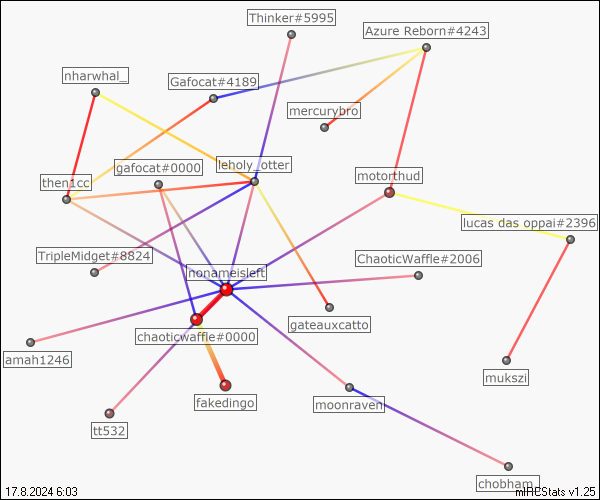 Thinker#5995
Azure Reborn#4243
nharwhal_
Gafocat#4189
mercurybro
gafocat#0000
leholy_otter
then1cc
motorthud
lucas das oppai#2396
TripleMidget#8824
nonameisleft
ChaoticWaffle#2006
chaoticwaffle#0000
gateauxcatto
amah1246
mukszi
fakedingo
moonraven
tt532
chobham_
17.8.2024 6:03
mIRCStats v1.25